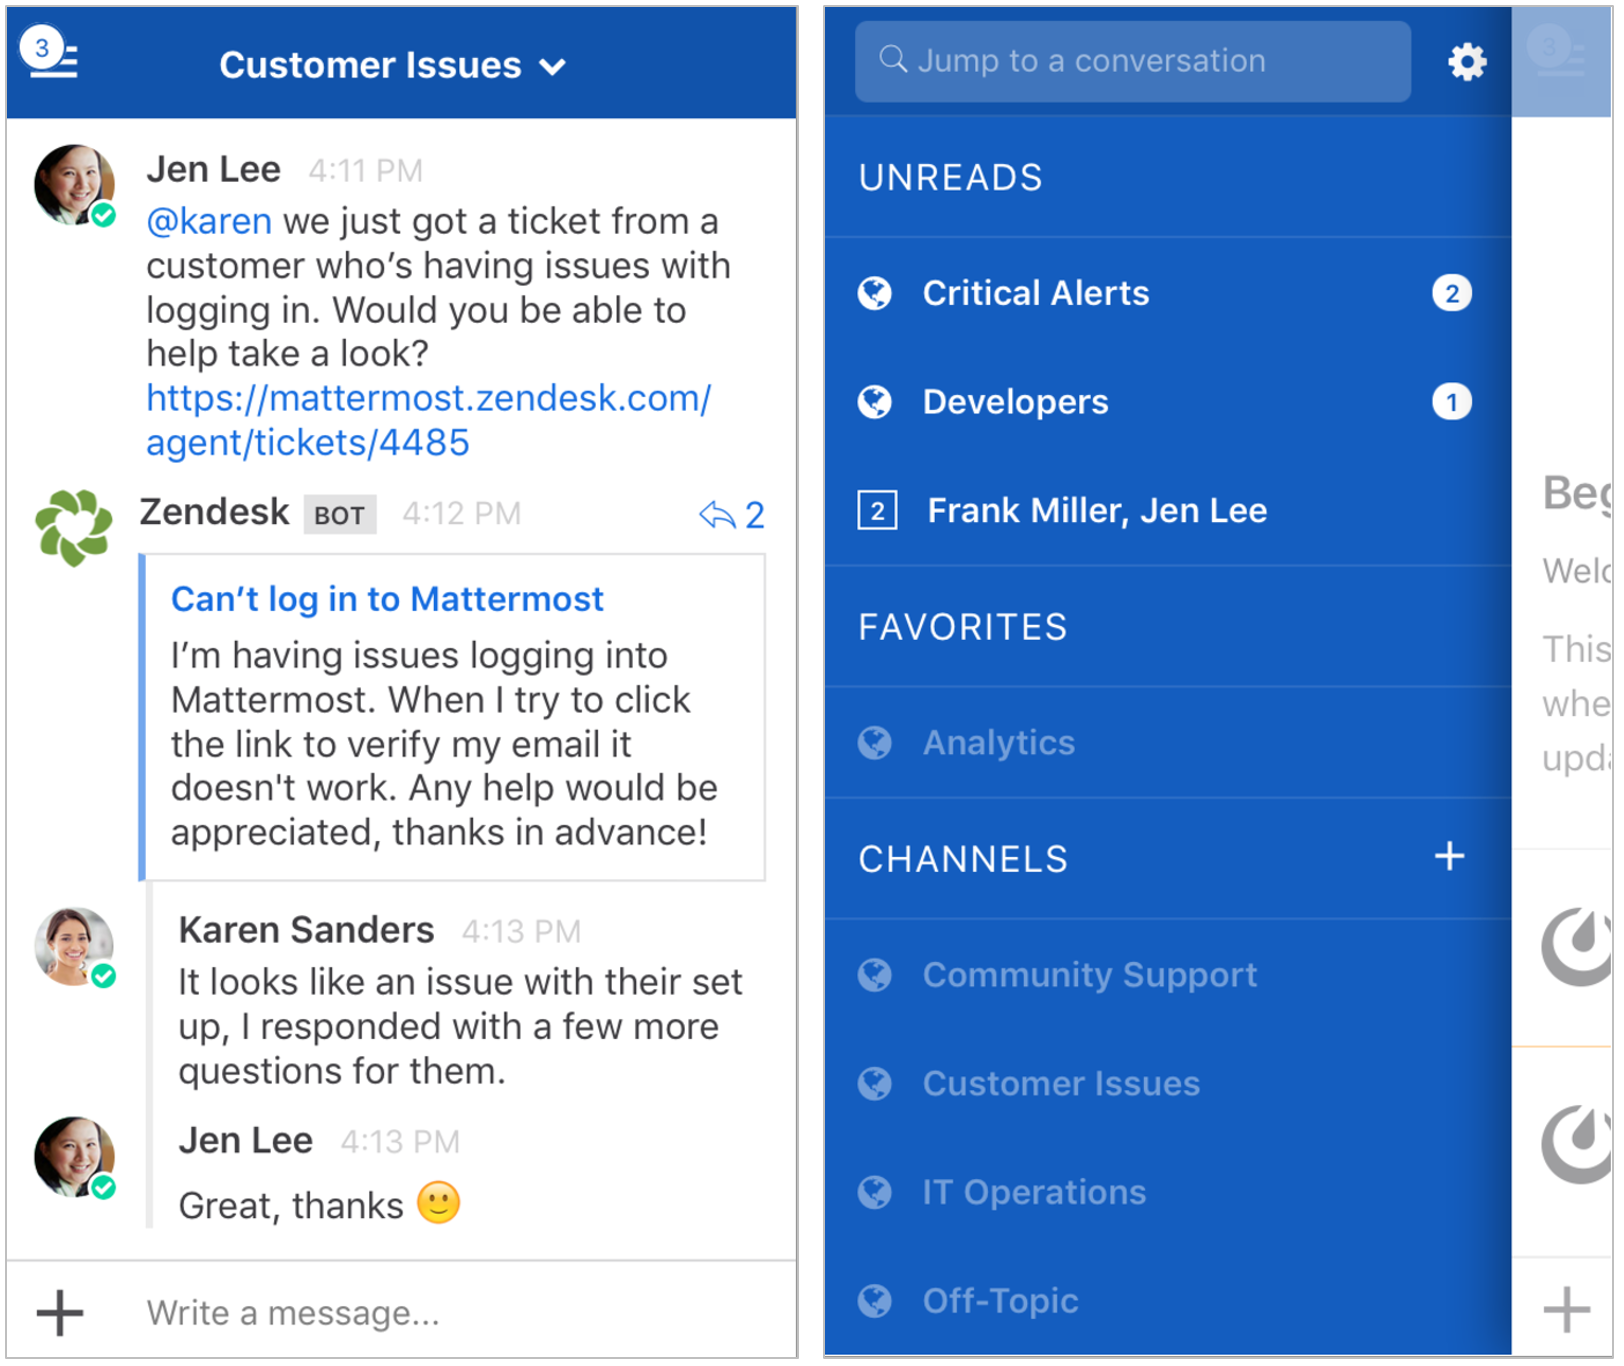 3
Customer Issues
Jen Lee 4:11 PM
@karen we just got a ticket from a
customer who’s having issues with
logging in. Would you be able to
help take a look?
https://mattermost.zendesk.com/
agent/tickets/4485
Zendesk BOT 4:12 PM 2
Can’t log in to Mattermost
I’m having issues logging into
Mattermost. When I try to click
the link to verify my email it
doesn't work. Any help would be
appreciated, thanks in advance!
Karen Sanders 4:13 PM
It looks like an issue with their set
up, I responded with a few more
questions for them.
Jen Lee 4:13 PM
Great, thanks 🙂
Write a message...
Jump to a conversation
UNREADS
Critical Alerts 2
Developers 1
2 Frank Miller, Jen Lee
FAVORITES
Analytics
CHANNELS +
Community Support
Customer Issues
IT Operations
Off-Topic
3
Beg
Welc
This
whe
upda